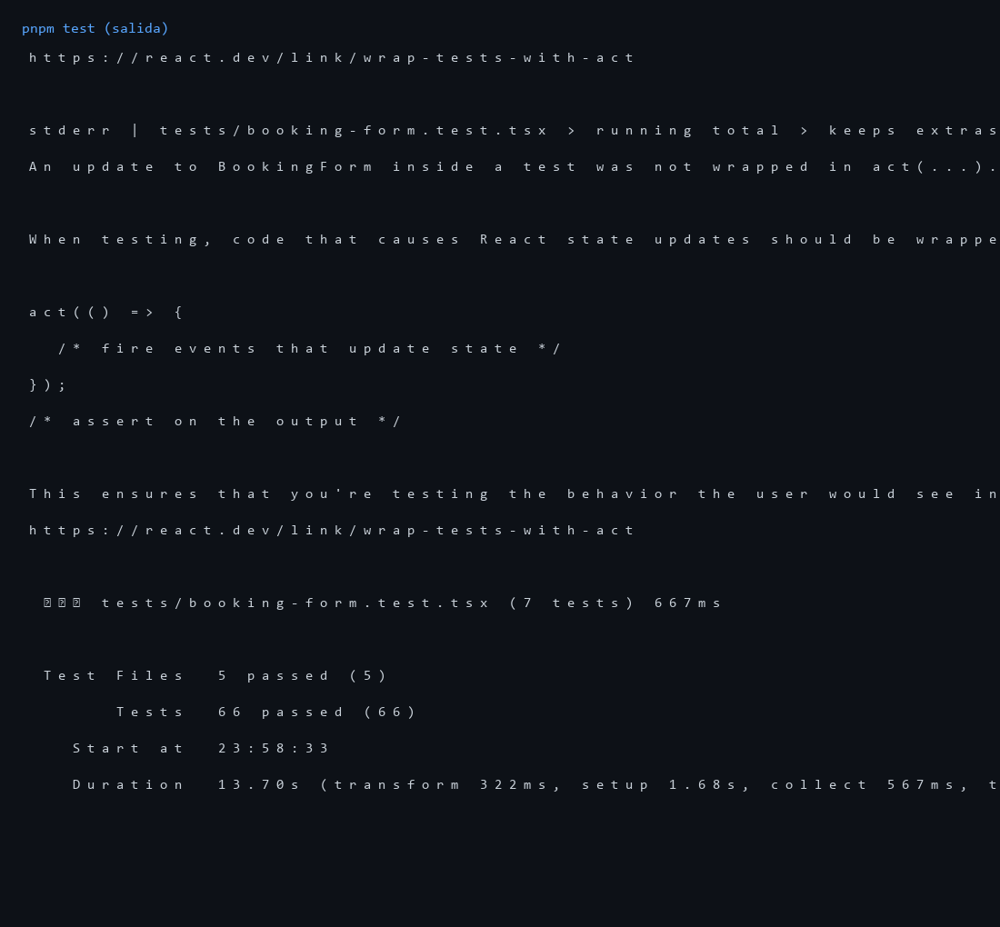 pnpm test (salida)
https://react.dev/link/wrap-tests-with-act
stderr | tests/booking-form.test.tsx > running total > keeps extras
An update to BookingForm inside a test was not wrapped in act(...).
When testing, code that causes React state updates should be wrappe
act(() => {
/* fire events that update state */
});
/* assert on the output */
This ensures that you're testing the behavior the user would see in
https://react.dev/link/wrap-tests-with-act
tests/booking-form.test.tsx (7 tests) 667ms
Test Files 5 passed (5)
Tests 66 passed (66)
Start at 23:58:33
Duration 13.70s (transform 322ms, setup 1.68s, collect 567ms, t